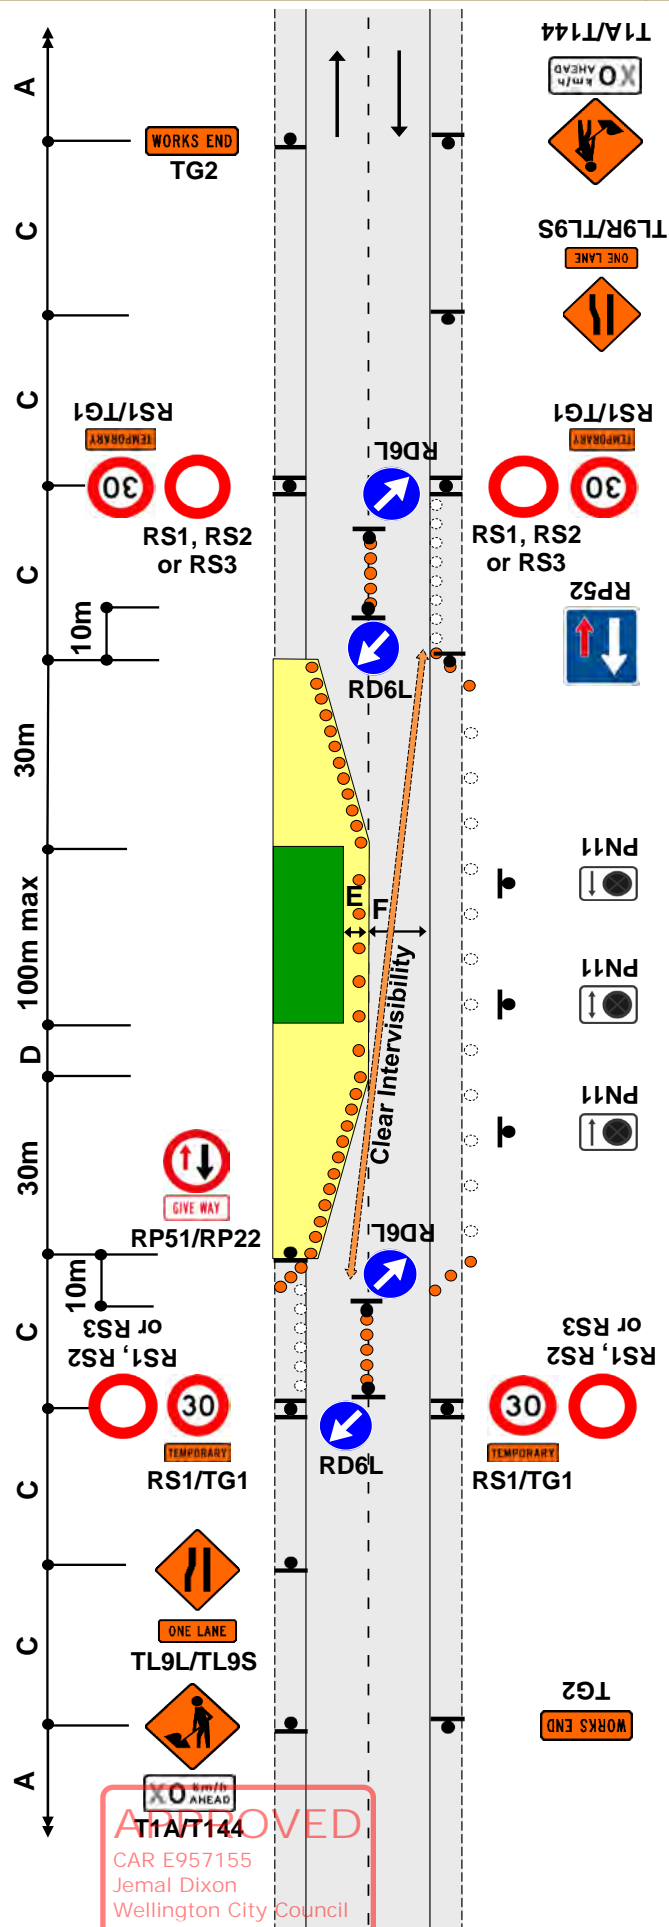 T1A/T144
A
X0 km/h
AHEAD
WORKS END
TG2
C
TL9R/TL9S
ONE LANE
C
RS1/TG1
TEMPORARY
30
RS1, RS2
or RS3
RD6L
RS1/TG1
TEMPORARY
30
RS1, RS2
or RS3
C
10m
RP52
RD6L
30m
PN11
100m max
E
F
PN11
Clear Intervisibility
D
PN11
30m
GIVE WAY
RP51/RP22
RD6L
10m
C
RS1, RS2
or RS3
30
TEMPORARY
RS1/TG1
RD6L
RS1, RS2
or RS3
30
TEMPORARY
RS1/TG1
C
ONE LANE
TL9L/TL9S
C
TG2
WORKS END
A
X0 km/h
AHEAD
T1A/T144
APPROVED
CAR E957155
Jemal Dixon
Wellington City Council